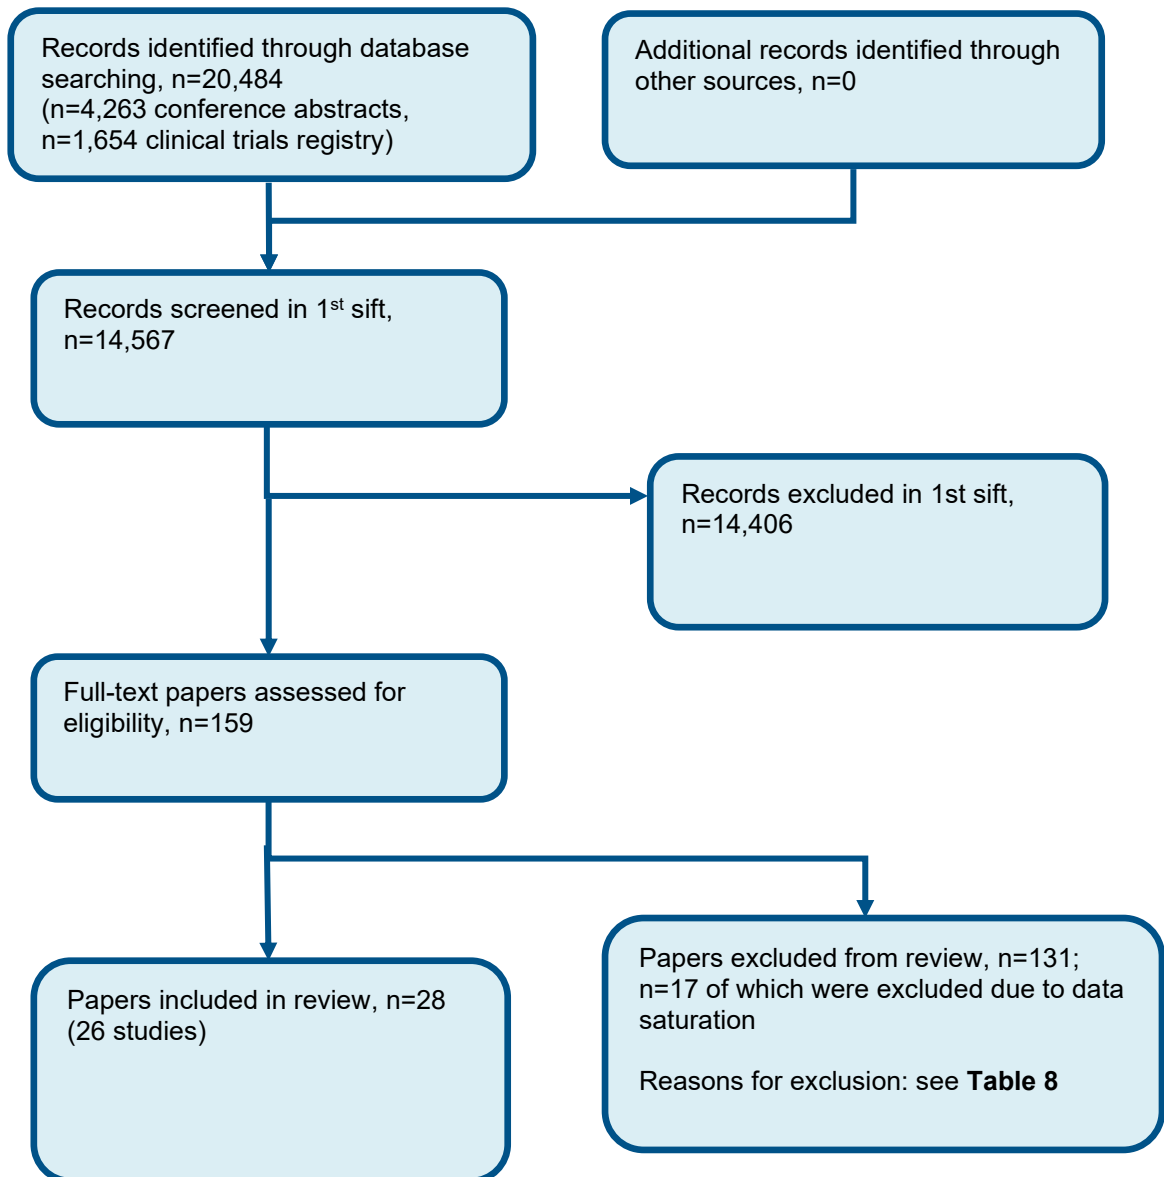 Records identified through database
searching, n=20,484
(n=4,263 conference abstracts,
n=1,654 clinical trials registry)
Additional records identified through
other sources, n=0
Records screened in 1st sift,
n=14,567
Records excluded in 1st sift,
n=14,406
Full-text papers assessed for
eligibility, n=159
Papers included in review, n=28
(26 studies)
Papers excluded from review, n=131;
n=17 of which were excluded due to data
saturation
Reasons for exclusion: see Table 8